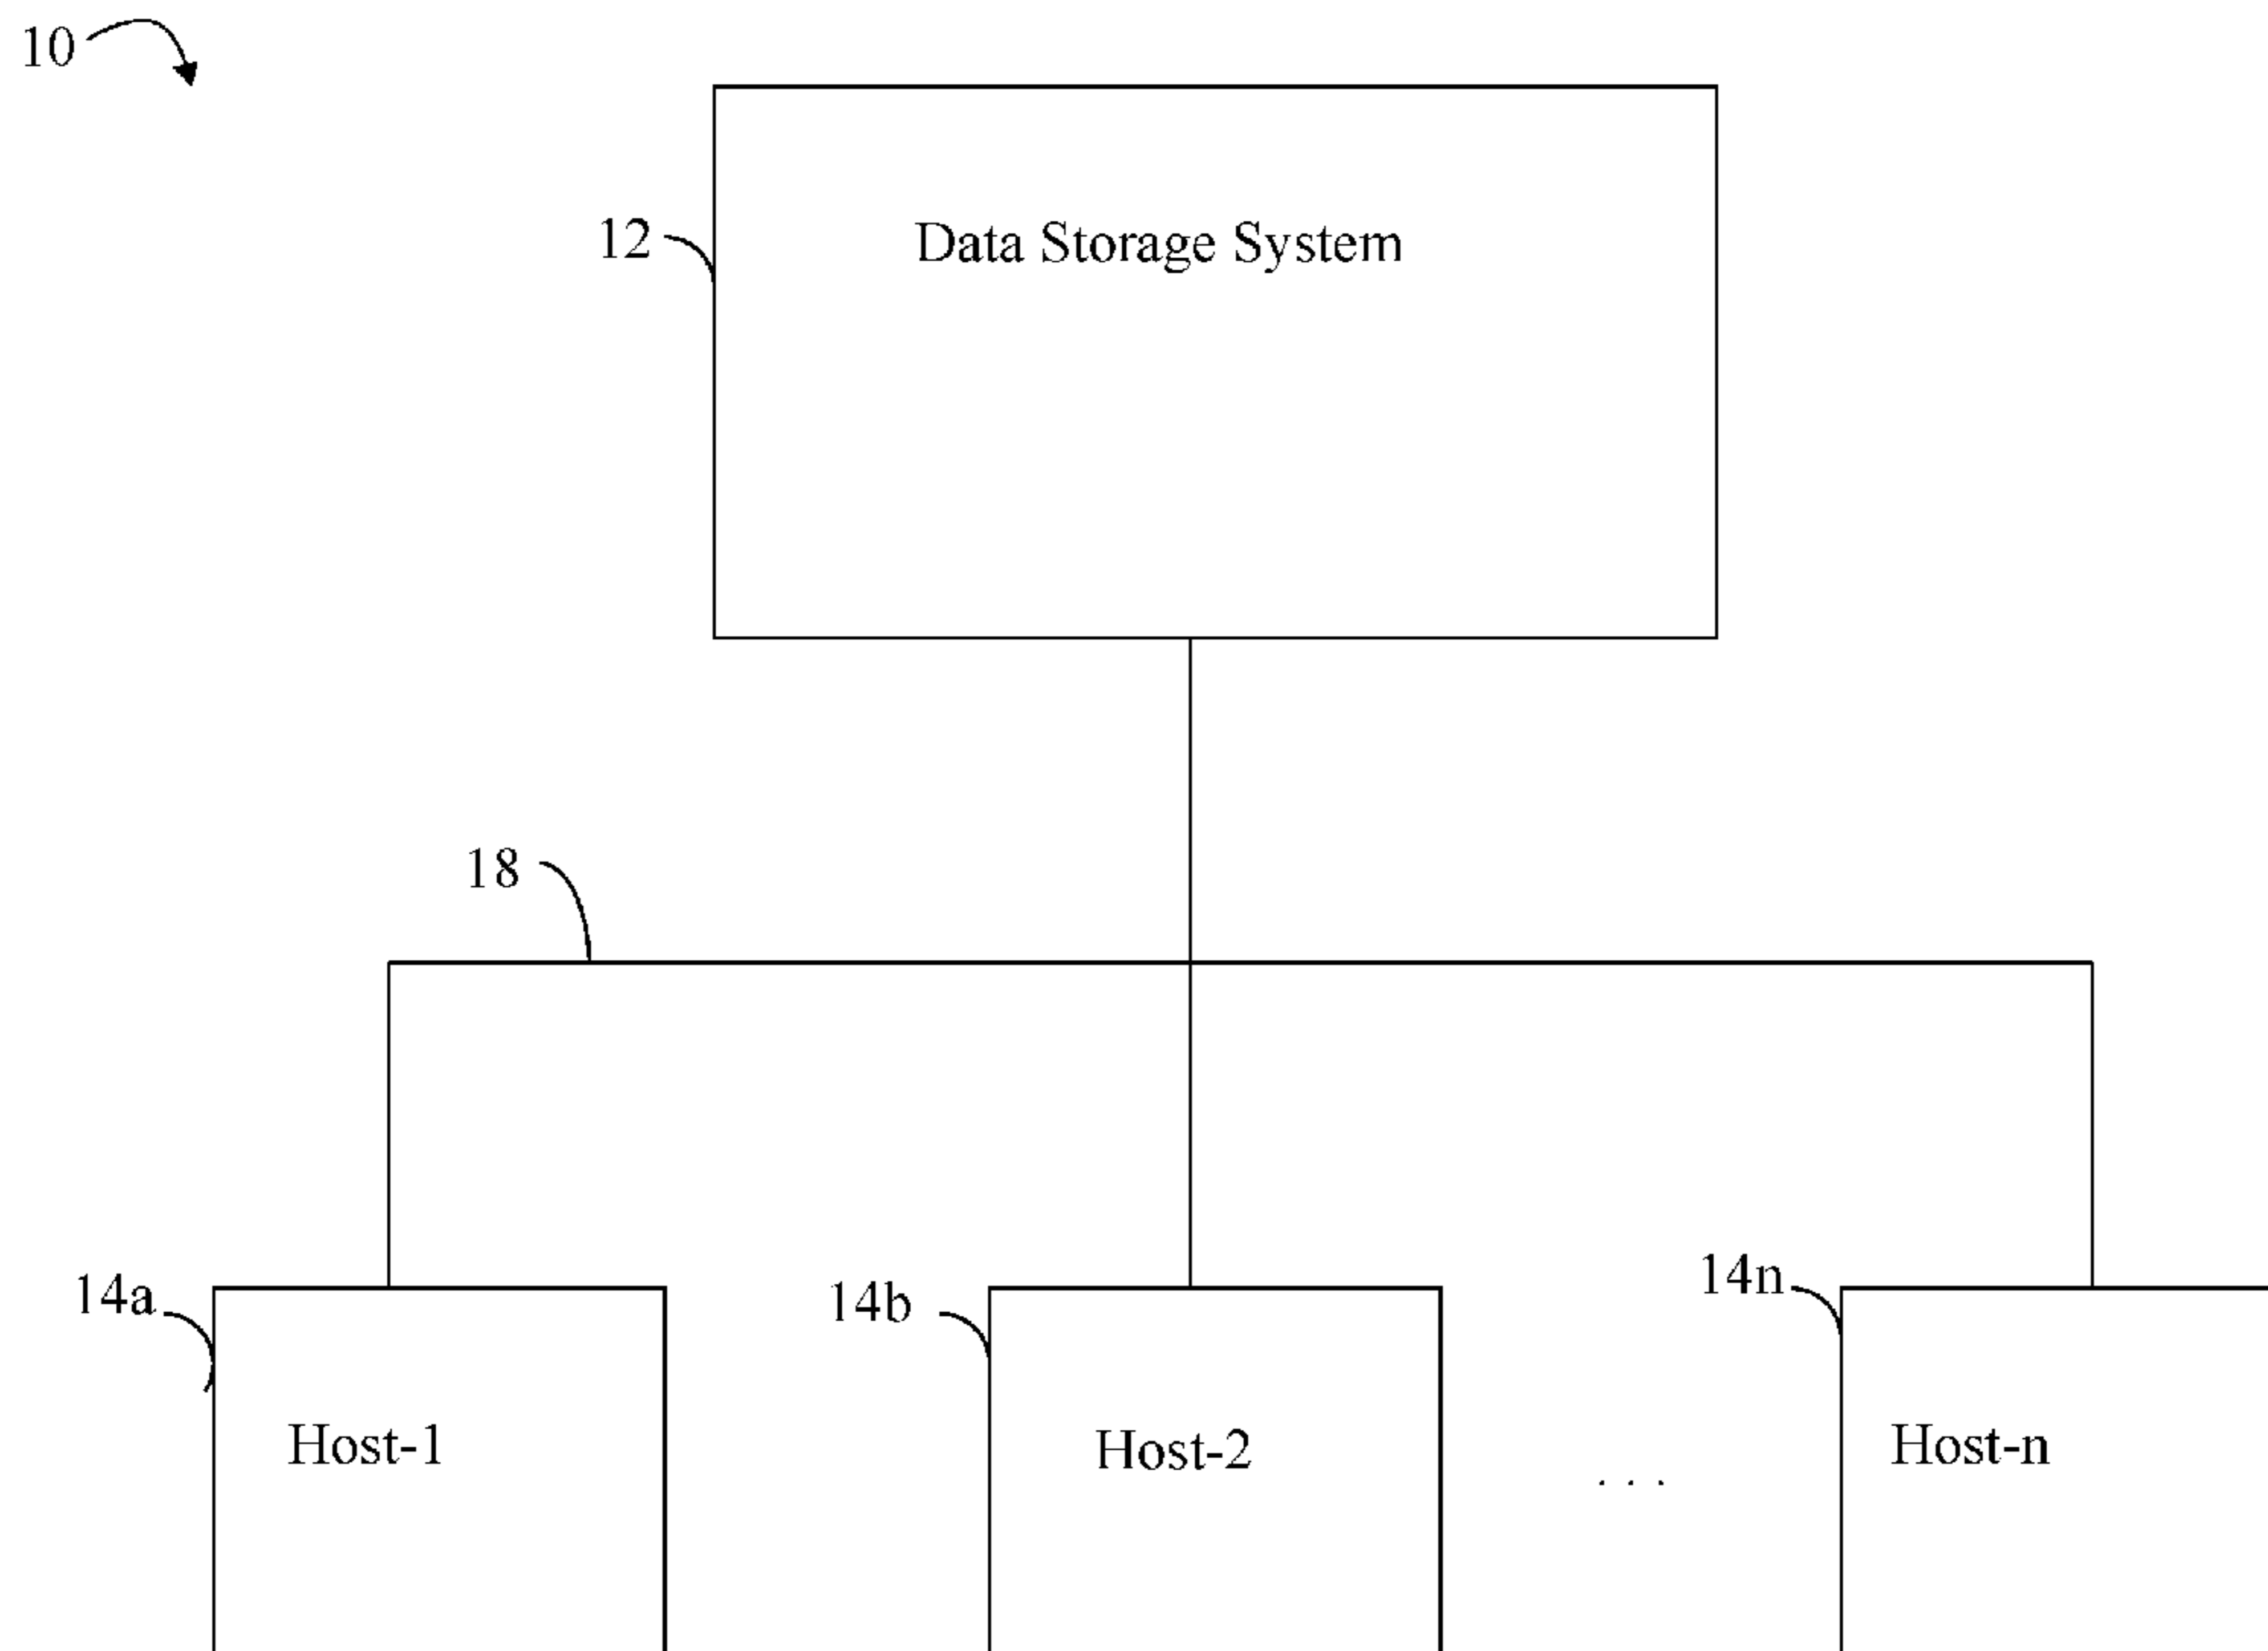 10
12
Data Storage System
18
14a
14b
14n
Host-1
Host-2
. . .
Host-n